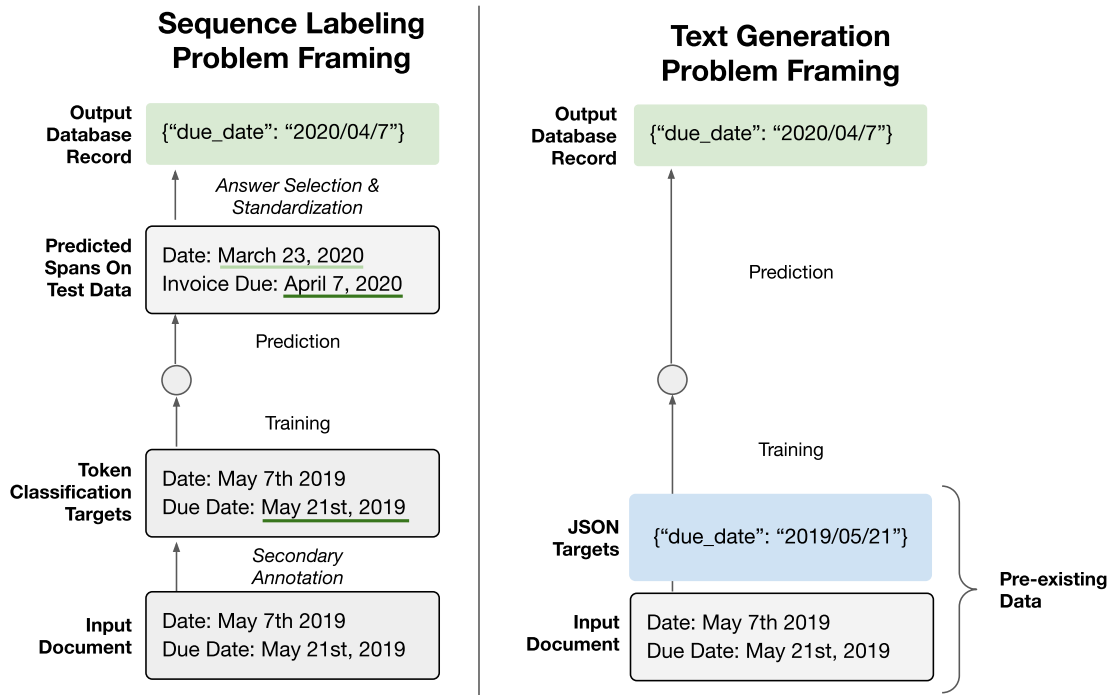 Sequence Labeling
Problem Framing
Output
Database
Record
{“due_date”: “2020/04/7”}
Answer Selection &
Standardization
Predicted
Spans On
Test Data
Date: March 23, 2020
Invoice Due: April 7, 2020
Prediction
Training
Token
Classification
Targets
Date: May 7th 2019
Due Date: May 21st, 2019
Secondary
Annotation
Input
Document
Date: May 7th 2019
Due Date: May 21st, 2019
Text Generation
Problem Framing
Output
Database
Record
{“due_date”: “2020/04/7”}
Prediction
Training
JSON
Targets
{“due_date”: “2019/05/21”}
Input
Document
Date: May 7th 2019
Due Date: May 21st, 2019
Pre-existing
Data